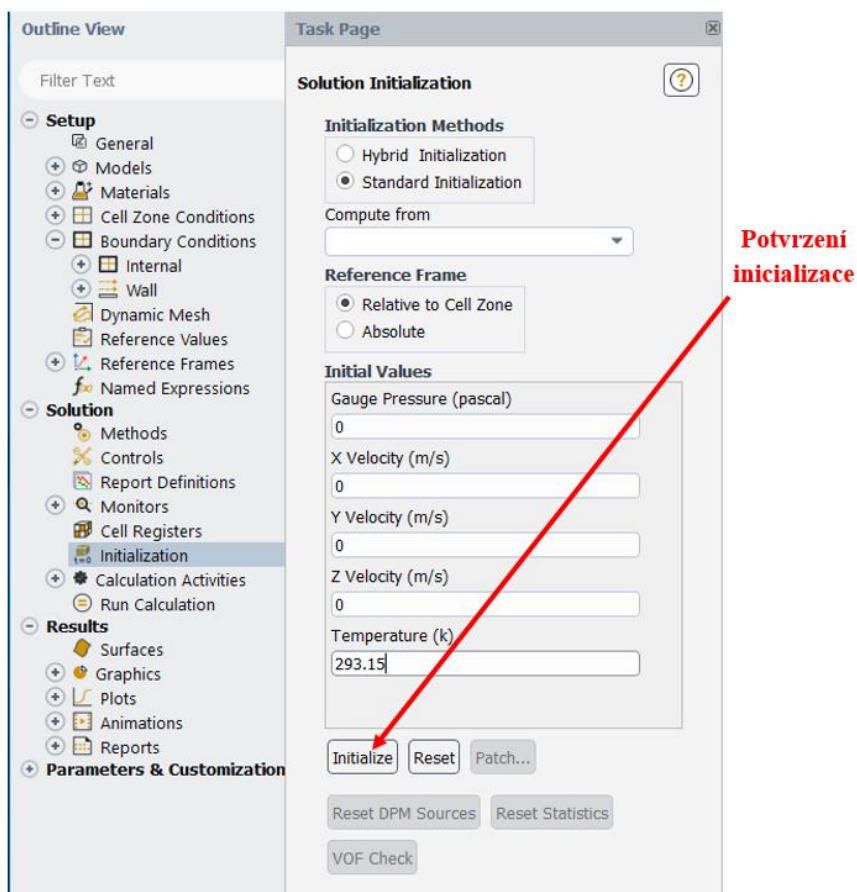 Outline View
Filter Text
Setup
General
Models
Materials
Cell Zone Conditions
Boundary Conditions
Internal
Wall
Dynamic Mesh
Reference Values
Reference Frames
Named Expressions
Solution
Methods
Controls
Report Definitions
Monitors
Cell Registers
Initialization
Calculation Activities
Run Calculation
Results
Surfaces
Graphics
Plots
Animations
Reports
Parameters & Customization
Task Page
Solution Initialization
?
Initialization Methods
Hybrid Initialization
Standard Initialization
Compute from
Reference Frame
Relative to Cell Zone
Absolute
Initial Values
Gauge Pressure (pascal)
0
X Velocity (m/s)
0
Y Velocity (m/s)
0
Z Velocity (m/s)
0
Temperature (k)
293.15
Initialize Reset Patch...
Reset DPM Sources Reset Statistics
VOF Check
Potvrzení
inicializace